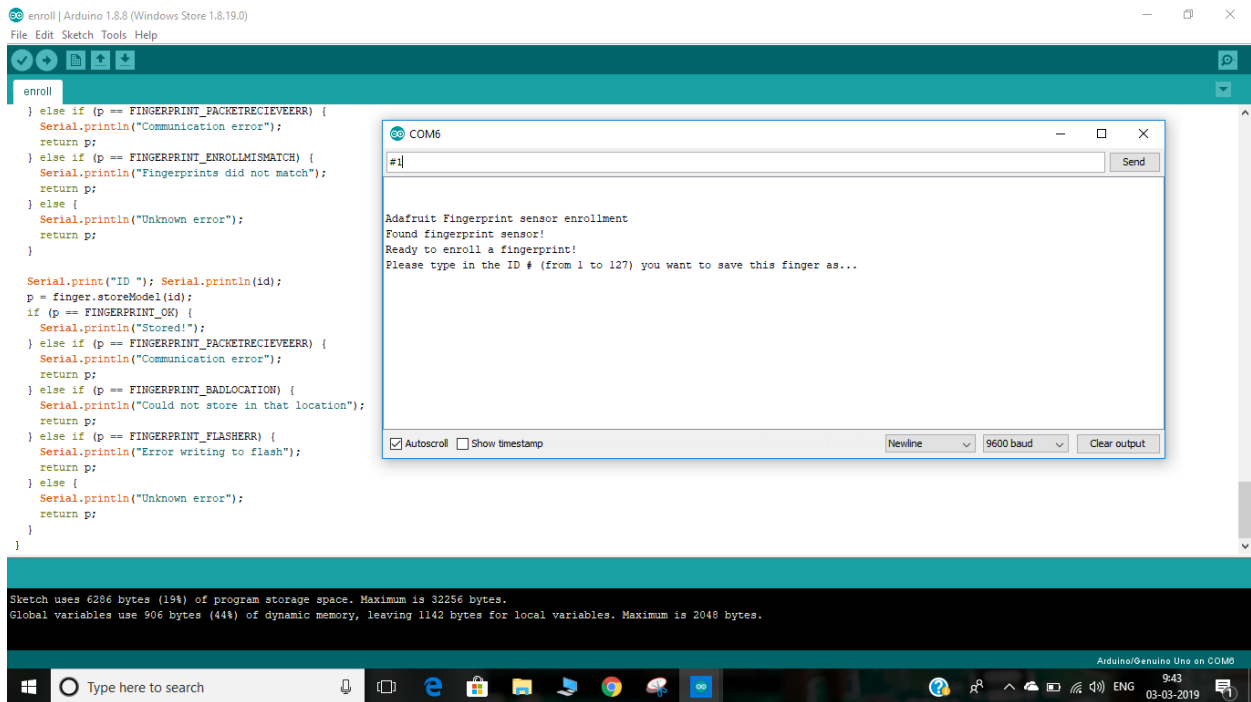 enroll | Arduino 1.8.8 (Windows Store 1.8.19.0)
File Edit Sketch Tools Help
enroll
} else if (p == FINGERPRINT_PACKETRECIEVEERR) {
Serial.println("Communication error");
return p;
} else if (p == FINGERPRINT_ENROLLMISMATCH) {
Serial.println("Fingerprints did not match");
return p;
} else {
Serial.println("Unknown error");
return p;
}
Serial.print("ID "); Serial.println(id);
p = finger.storeModel(id);
if (p == FINGERPRINT_OK) {
Serial.println("Stored!");
} else if (p == FINGERPRINT_PACKETRECIEVEERR) {
Serial.println("Communication error");
return p;
} else if (p == FINGERPRINT_BADLOCATION) {
Serial.println("Could not store in that location");
return p;
} else if (p == FINGERPRINT_FLASHERR) {
Serial.println("Error writing to flash");
return p;
} else {
Serial.println("Unknown error");
return p;
}
}
COM6
#1
Send
Adafruit Fingerprint sensor enrollment
Found fingerprint sensor!
Ready to enroll a fingerprint!
Please type in the ID # (from 1 to 127) you want to save this finger as...
Autoscroll Show timestamp
Newline
9600 baud
Clear output
Sketch uses 6286 bytes (19%) of program storage space. Maximum is 32256 bytes.
Global variables use 906 bytes (44%) of dynamic memory, leaving 1142 bytes for local variables. Maximum is 2048 bytes.
Arduino/Genuino Uno on COM6
Type here to search
ENG
9:43
03-03-2019
1